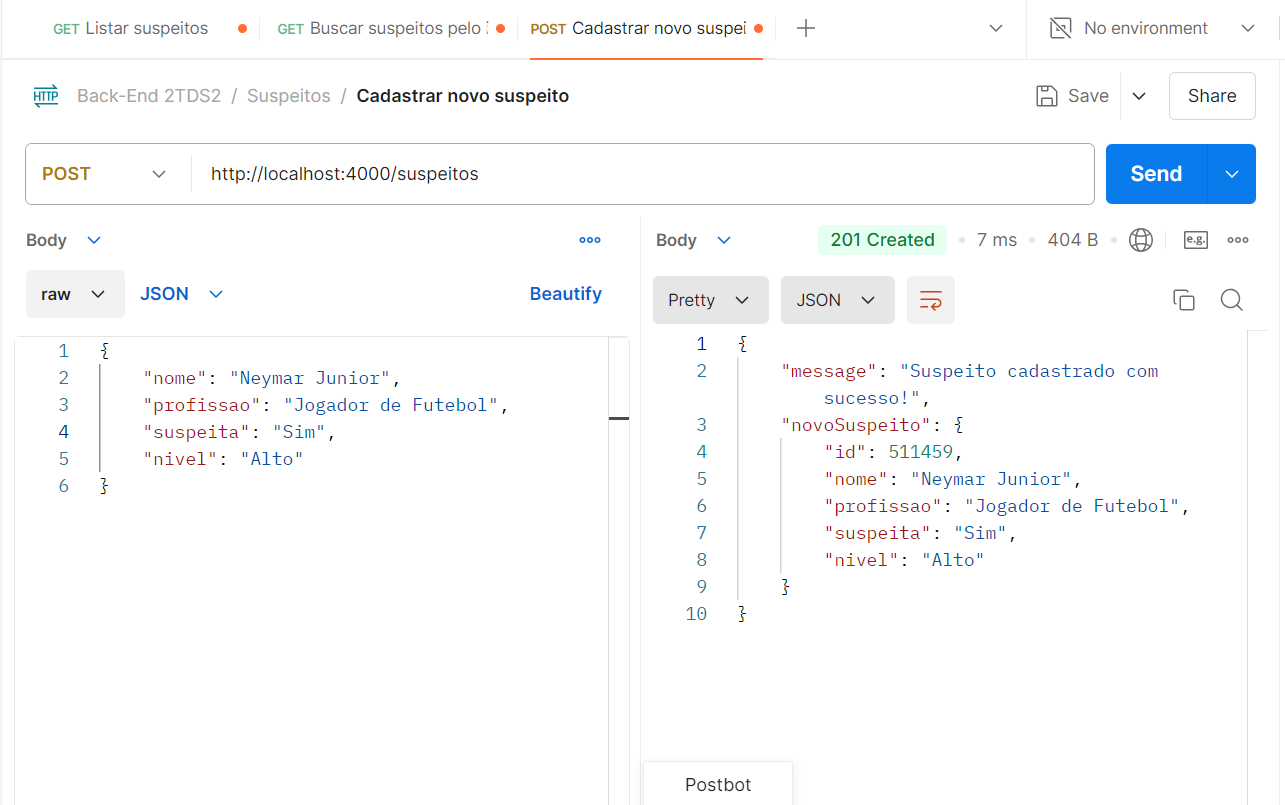 GET Listar suspeitos GET Buscar suspeitos pelo POST Cadastrar novo suspei No environment
HTTP Back-End 2TDS2 / Suspeitos / Cadastrar novo suspeito Save Share
POST http://localhost:4000/suspeitos Send
Body
raw JSON Beautify
1 {
2 "nome": "Neymar Junior",
3 "profissao": "Jogador de Futebol",
4 "suspeita": "Sim",
5 "nivel": "Alto"
6 }
Body 201 Created 7 ms 404 B e.g.
Pretty JSON
1 {
2 "message": "Suspeito cadastrado com
sucesso!",
3 "novoSuspeito": {
4 "id": 511459,
5 "nome": "Neymar Junior",
6 "profissao": "Jogador de Futebol",
7 "suspeita": "Sim",
8 "nivel": "Alto"
9 }
10 }
Postbot